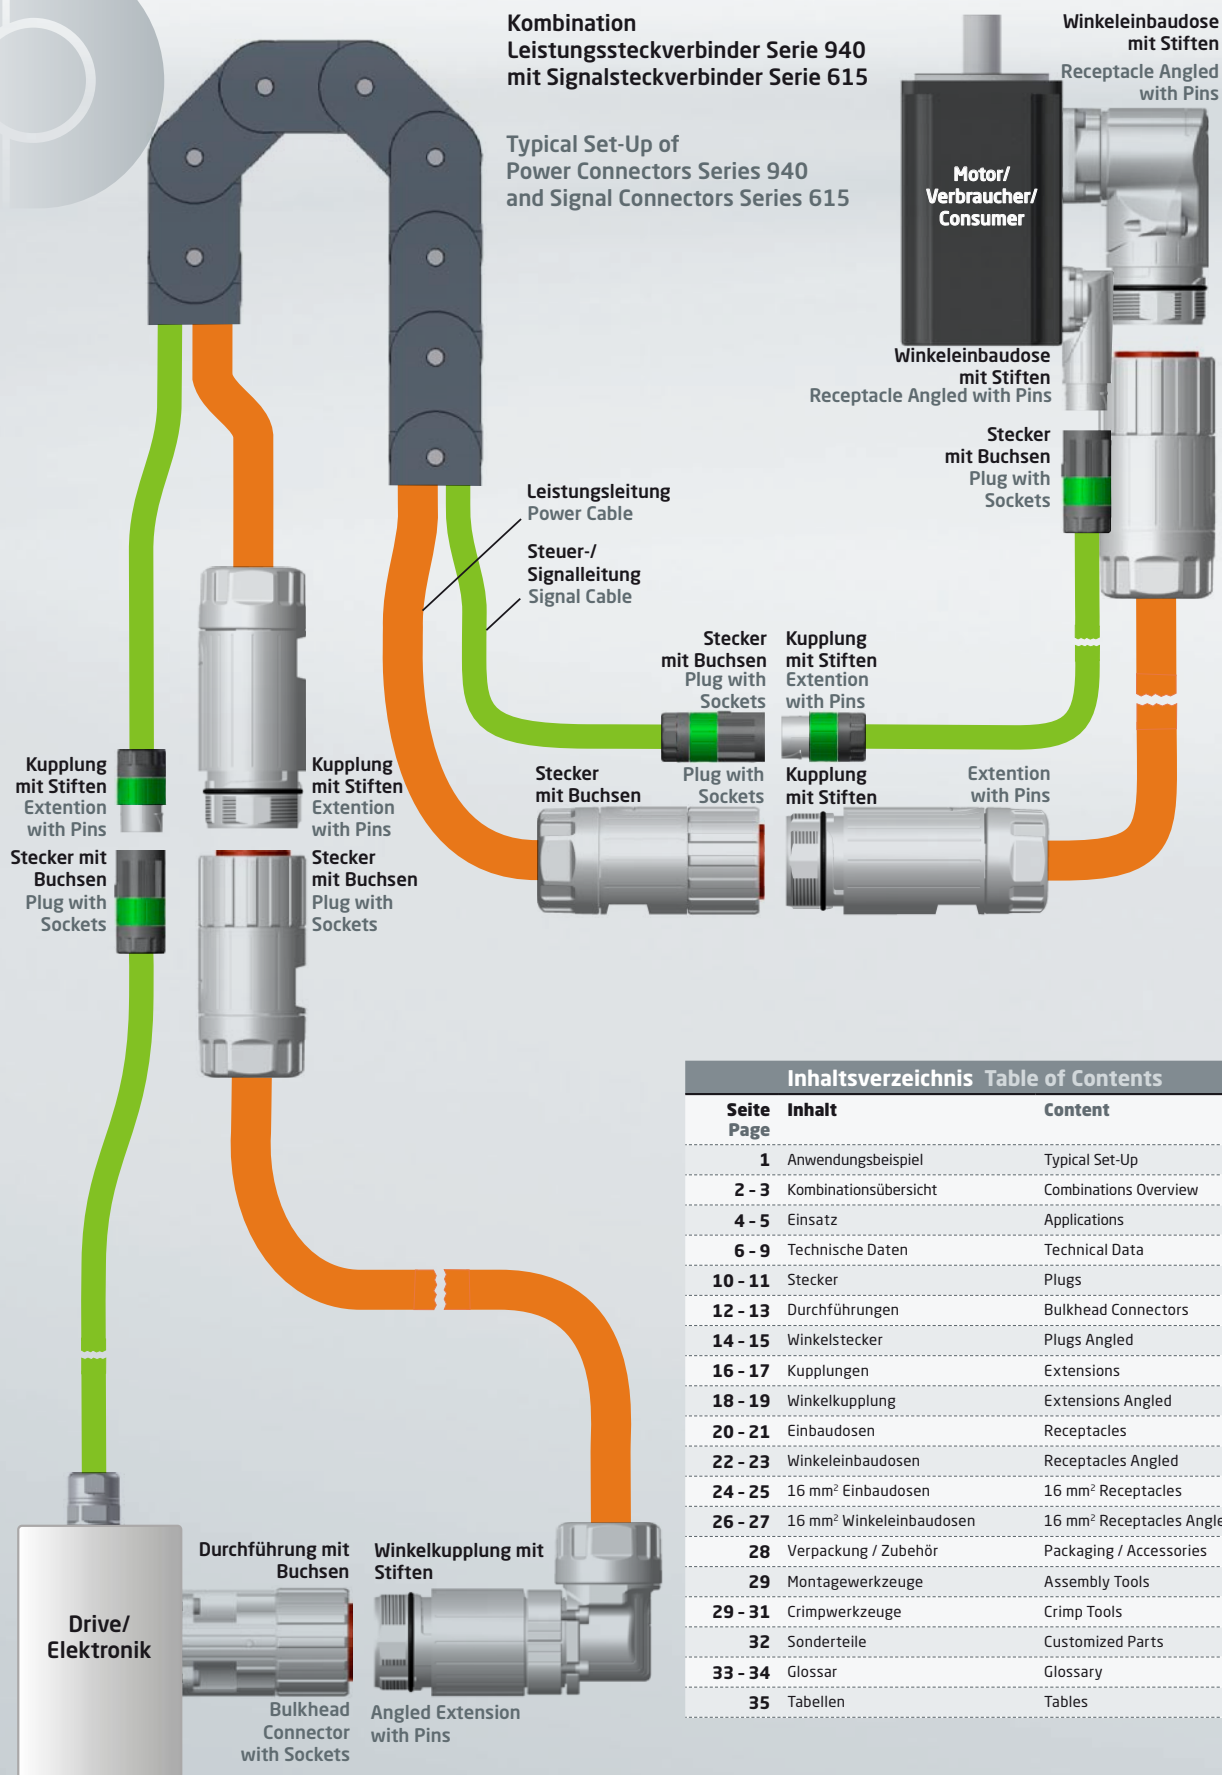 Kombination
Leistungssteckverbinder Serie 940
mit Signalsteckverbinder Serie 615
Typical Set-Up of
Power Connectors Series 940
and Signal Connectors Series 615
Winkeleinbaudose
mit Stiften
Receptacle Angled
with Pins
Motor/
Verbraucher/
Consumer
Winkeleinbaudose
mit Stiften
Receptacle Angled with Pins
Stecker
mit Buchsen
Plug with
Sockets
Leistungsleitung
Power Cable
Steuer-/
Signalleitung
Signal Cable
Stecker
mit Buchsen
Plug with
Sockets
Kupplung
mit Stiften
Extention
with Pins
Stecker
mit Buchsen
Plug with
Sockets
Kupplung
mit Stiften
Extention
with Pins
Kupplung
mit Stiften
Extention
with Pins
Kupplung
mit Stiften
Extention
with Pins
Stecker mit
Buchsen
Plug with
Sockets
Stecker
mit Buchsen
Plug with
Sockets
Inhaltsverzeichnis Table of Contents
Seite Inhalt Content
Page
1 Anwendungsbeispiel Typical Set-Up
2 - 3 Kombinationsübersicht Combinations Overview
4 - 5 Einsatz Applications
6 - 9 Technische Daten Technical Data
10 - 11 Stecker Plugs
12 - 13 Durchführungen Bulkhead Connectors
14 - 15 Winkelstecker Plugs Angled
16 - 17 Kupplungen Extensions
18 - 19 Winkelkupplung Extensions Angled
20 - 21 Einbaudosen Receptacles
22 - 23 Winkeleinbaudosen Receptacles Angled
24 - 25 16 mm² Einbaudosen 16 mm² Receptacles
26 - 27 16 mm² Winkeleinbaudosen 16 mm² Receptacles Angle
28 Verpackung / Zubehör Packaging / Accessories
29 Montagewerkzeuge Assembly Tools
29 - 31 Crimpwerkzeuge Crimp Tools
32 Sonderteile Customized Parts
33 - 34 Glossar Glossary
35 Tabellen Tables
Durchführung mit
Buchsen
Winkelkupplung mit
Stiften
Drive/
Elektronik
Bulkhead
Connector
with Sockets
Angled Extension
with Pins